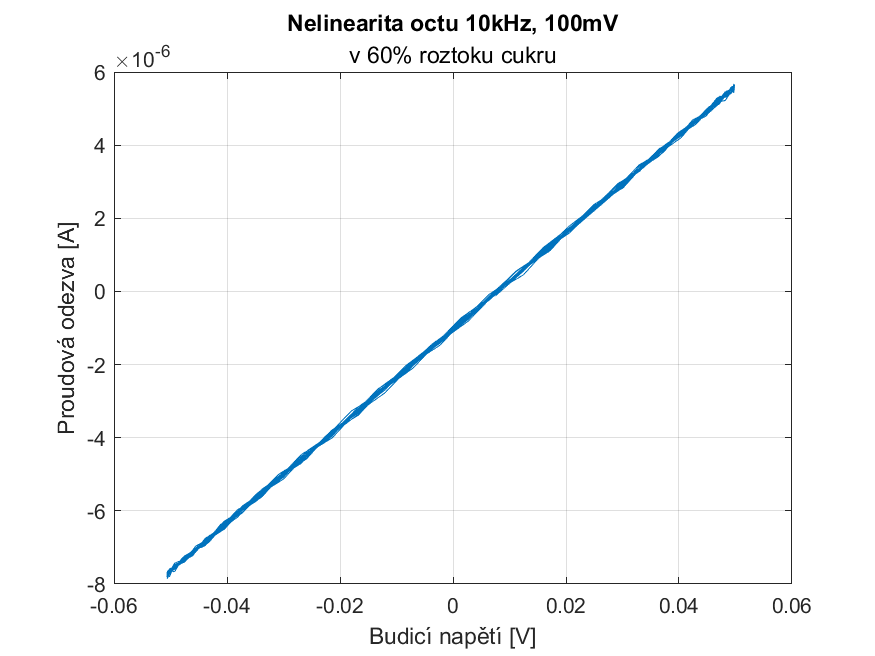 Nelinearita octu 10kHz, 100mV
v 60% roztoku cukru
×10-6
6
4
2
0
-2
-4
-6
-8
Proudová odezva [A]
-0.06 -0.04 -0.02 0 0.02 0.04 0.06
Budicí napětí [V]